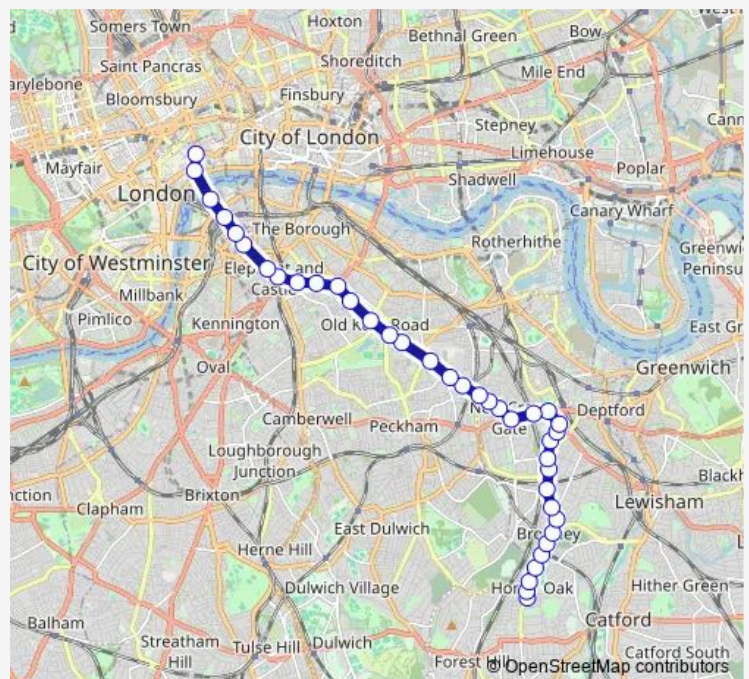 Somers Town
Hoxton
Bethnal Green
Bow
Saint Pancras
Shoreditch
Mile End
arylebone
Bloomsbury
Finsbury
City of London
Stepney
Cann
Limehouse
Mayfair
Poplar
London
Shadwell
Canary Wharf
The Borough
Rotherhithe
Greenwi
City of Westminster
Peninsu
Millbank
Pimlico
Kennington
East Gr
Oval
Greenwich
Camberwell
Deptford
Peckham
Gate
Loughborough
Junction
Blackh
nction
Clapham
Brixton
Lewisham
East Dulwich
Herne Hill
Dulwich Village
Oak
Hither Green
Balham
Catford
Streatham
Hill
Tulse Hill
Dulwich
Catford South
Forest Hill
© OpenStreetMap contributors